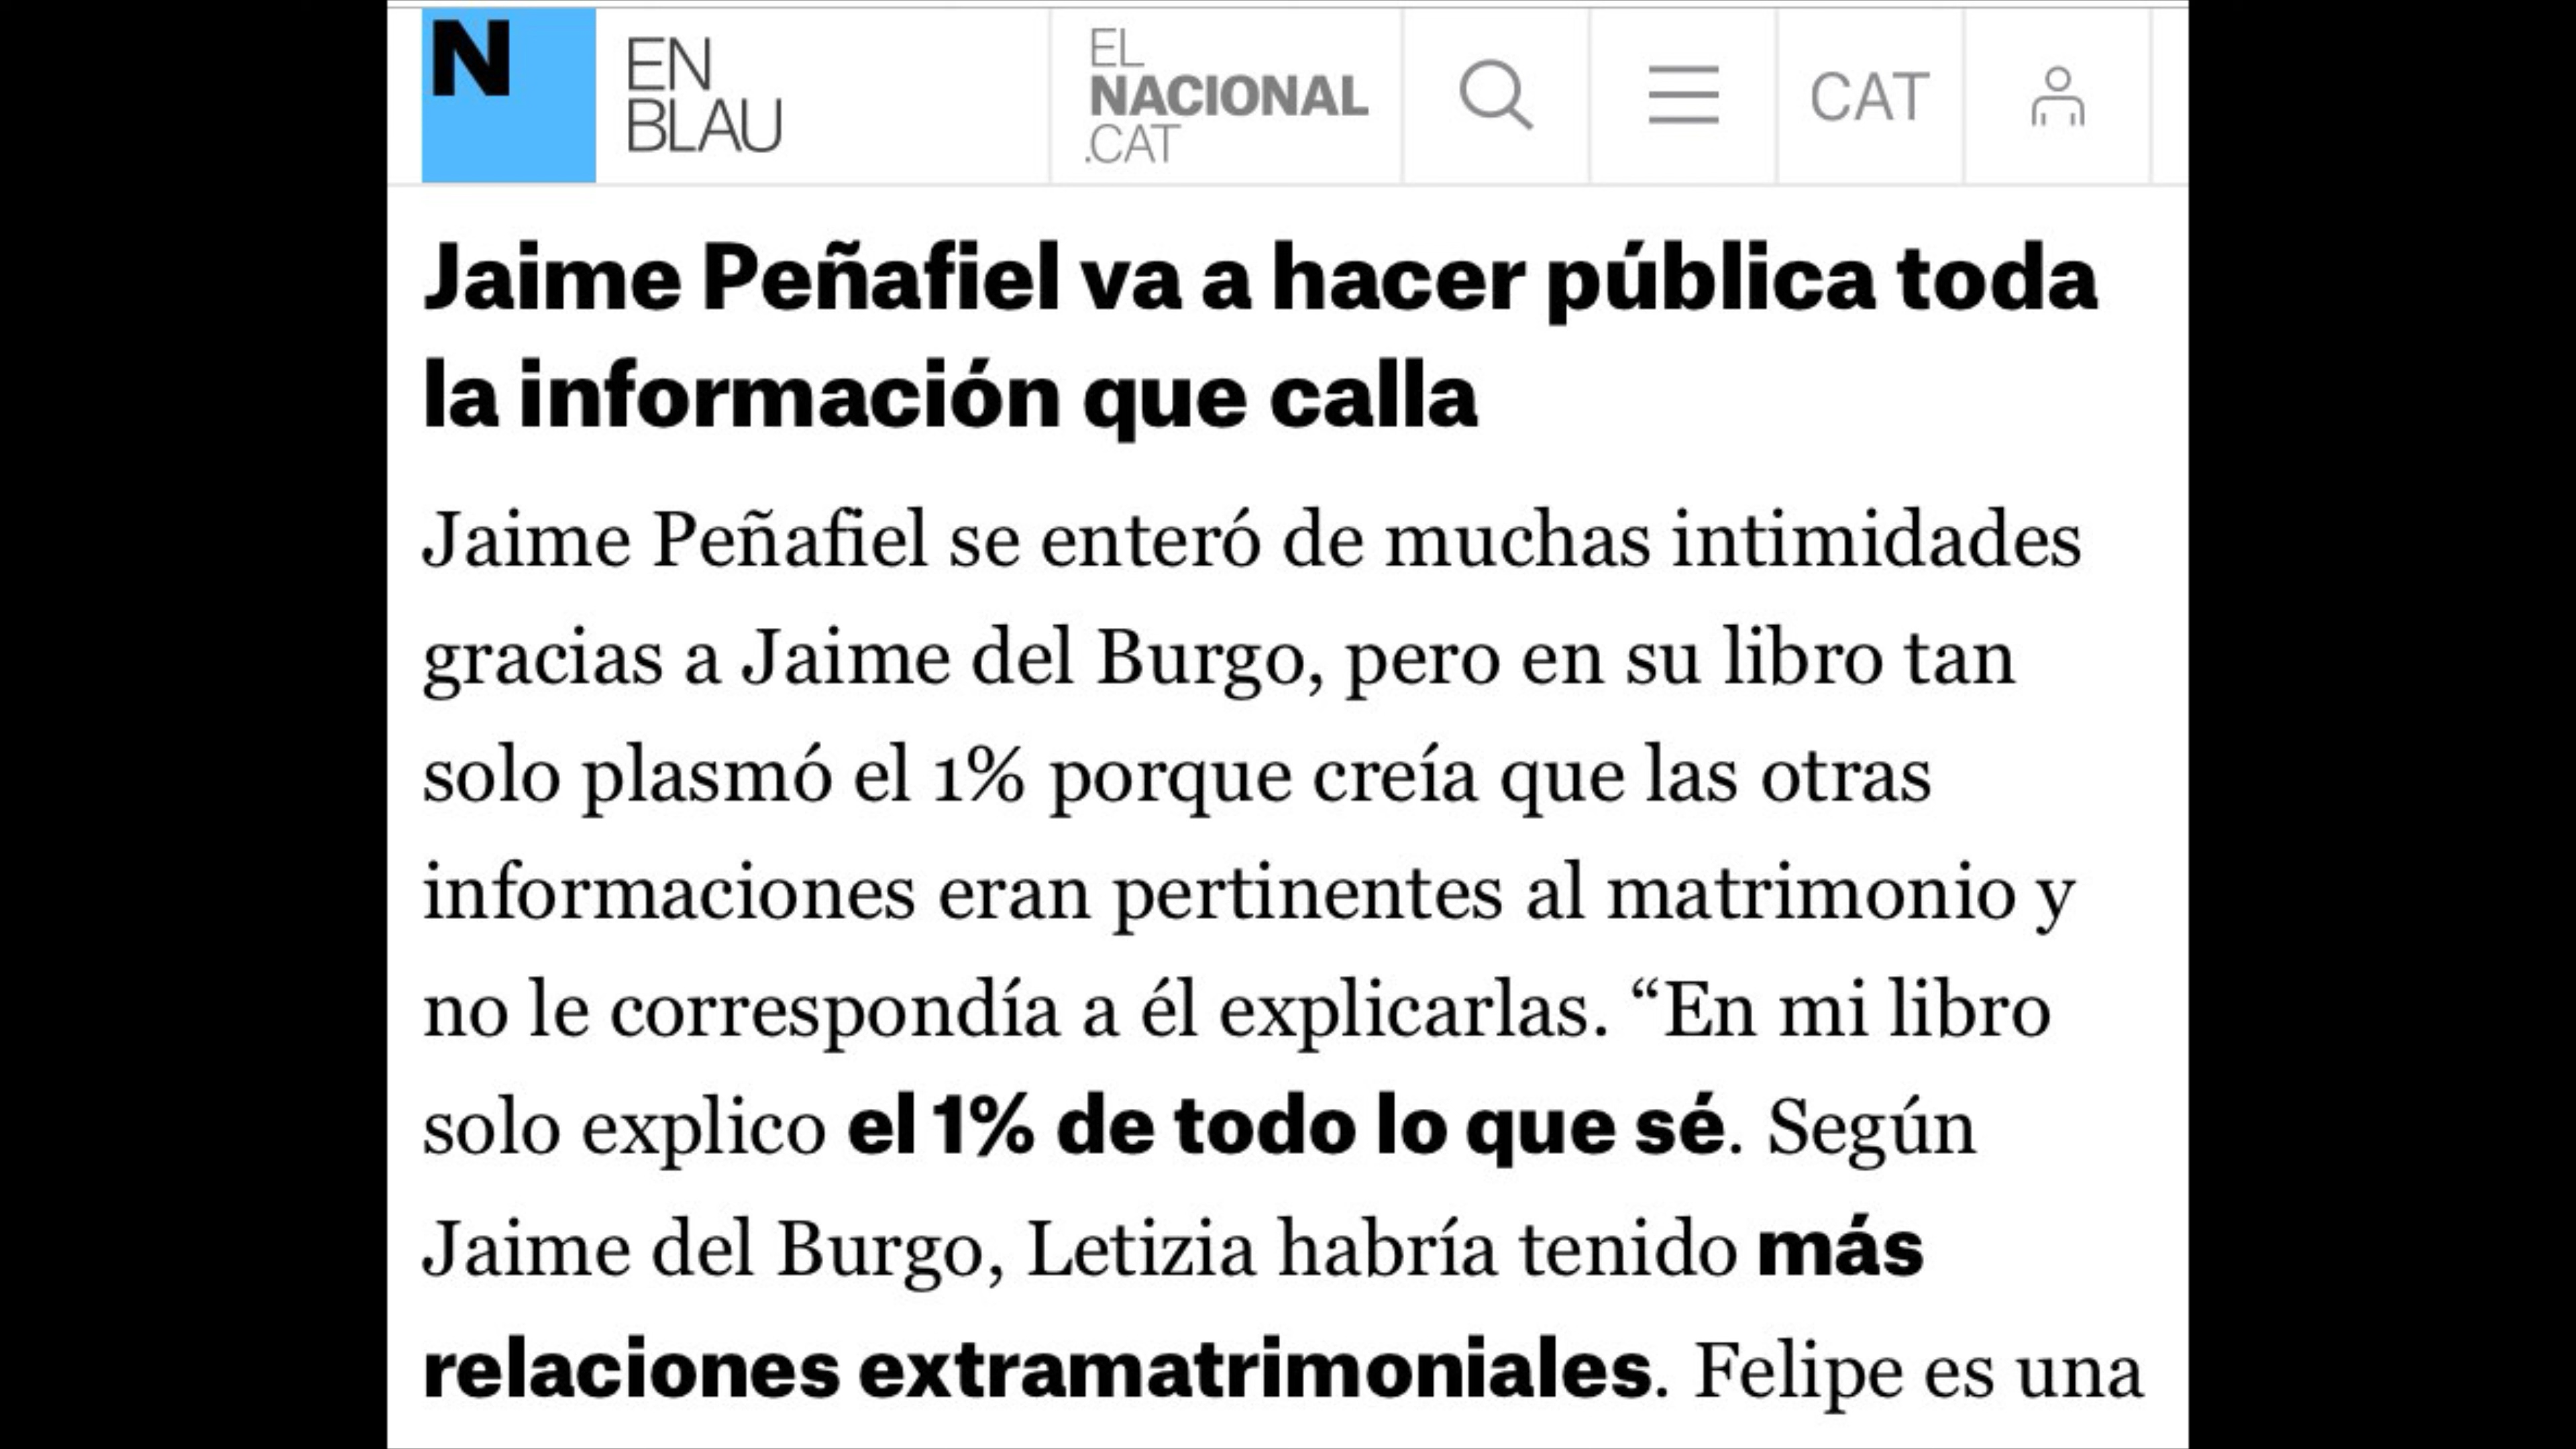 N
EN
BLAU
EL
NACIONAL
.CAT
CAT
Jaime Peñafiel va a hacer pública toda
la información que calla
Jaime Peñafiel se enteró de muchas intimidades
gracias a Jaime del Burgo, pero en su libro tan
solo plasmó el 1% porque creía que las otras
informaciones eran pertinentes al matrimonio y
no le correspondía a él explicarlas. “En mi libro
solo explico el 1% de todo lo que sé. Según
Jaime del Burgo, Letizia habría tenido más
relaciones extramatrimoniales. Felipe es una